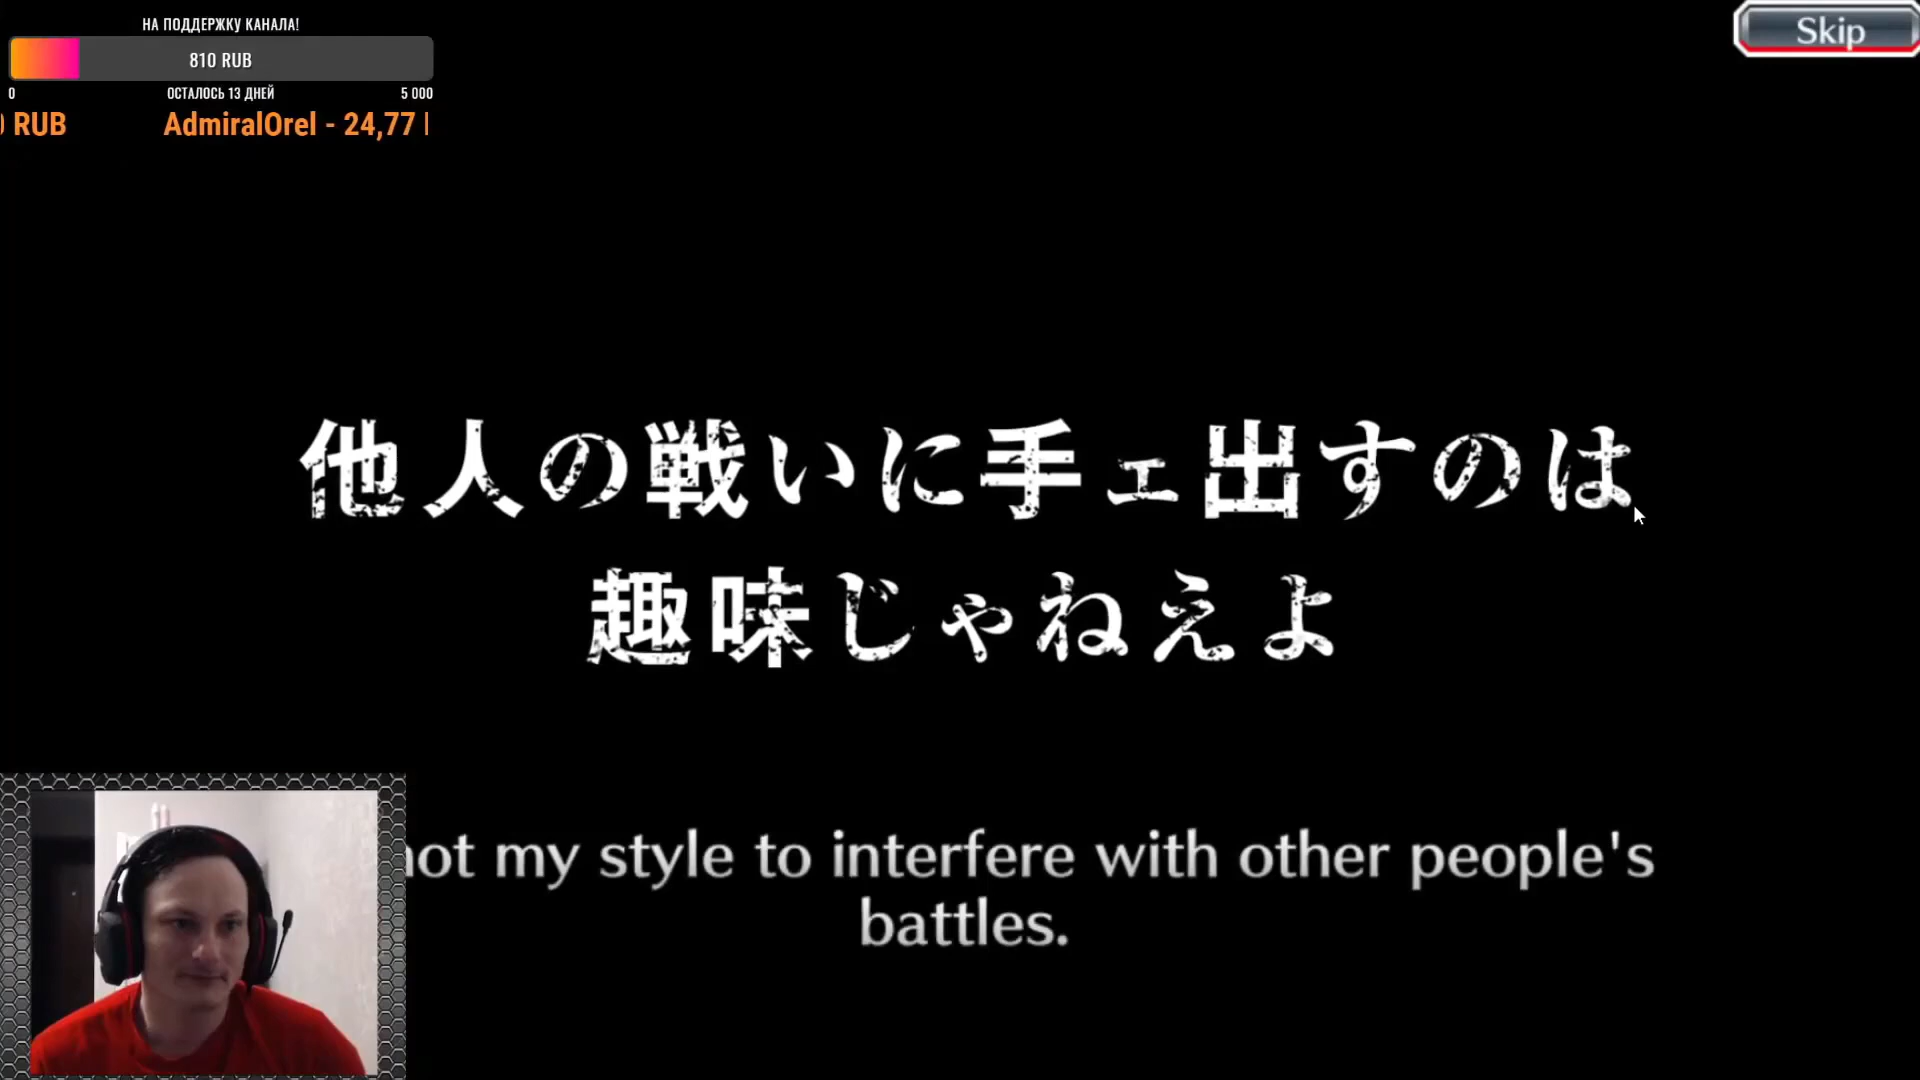 НА ПОДДЕРЖКУ КАНАЛА!
810 RUB
0 ОСТАЛОСЬ 13 ДНЕЙ 5 000
RUB AdmiralOrel - 24,77
Skip
他人の戦いに手ェ出すのは
趣味じゃねえよ
not my style to interfere with other people's
battles.